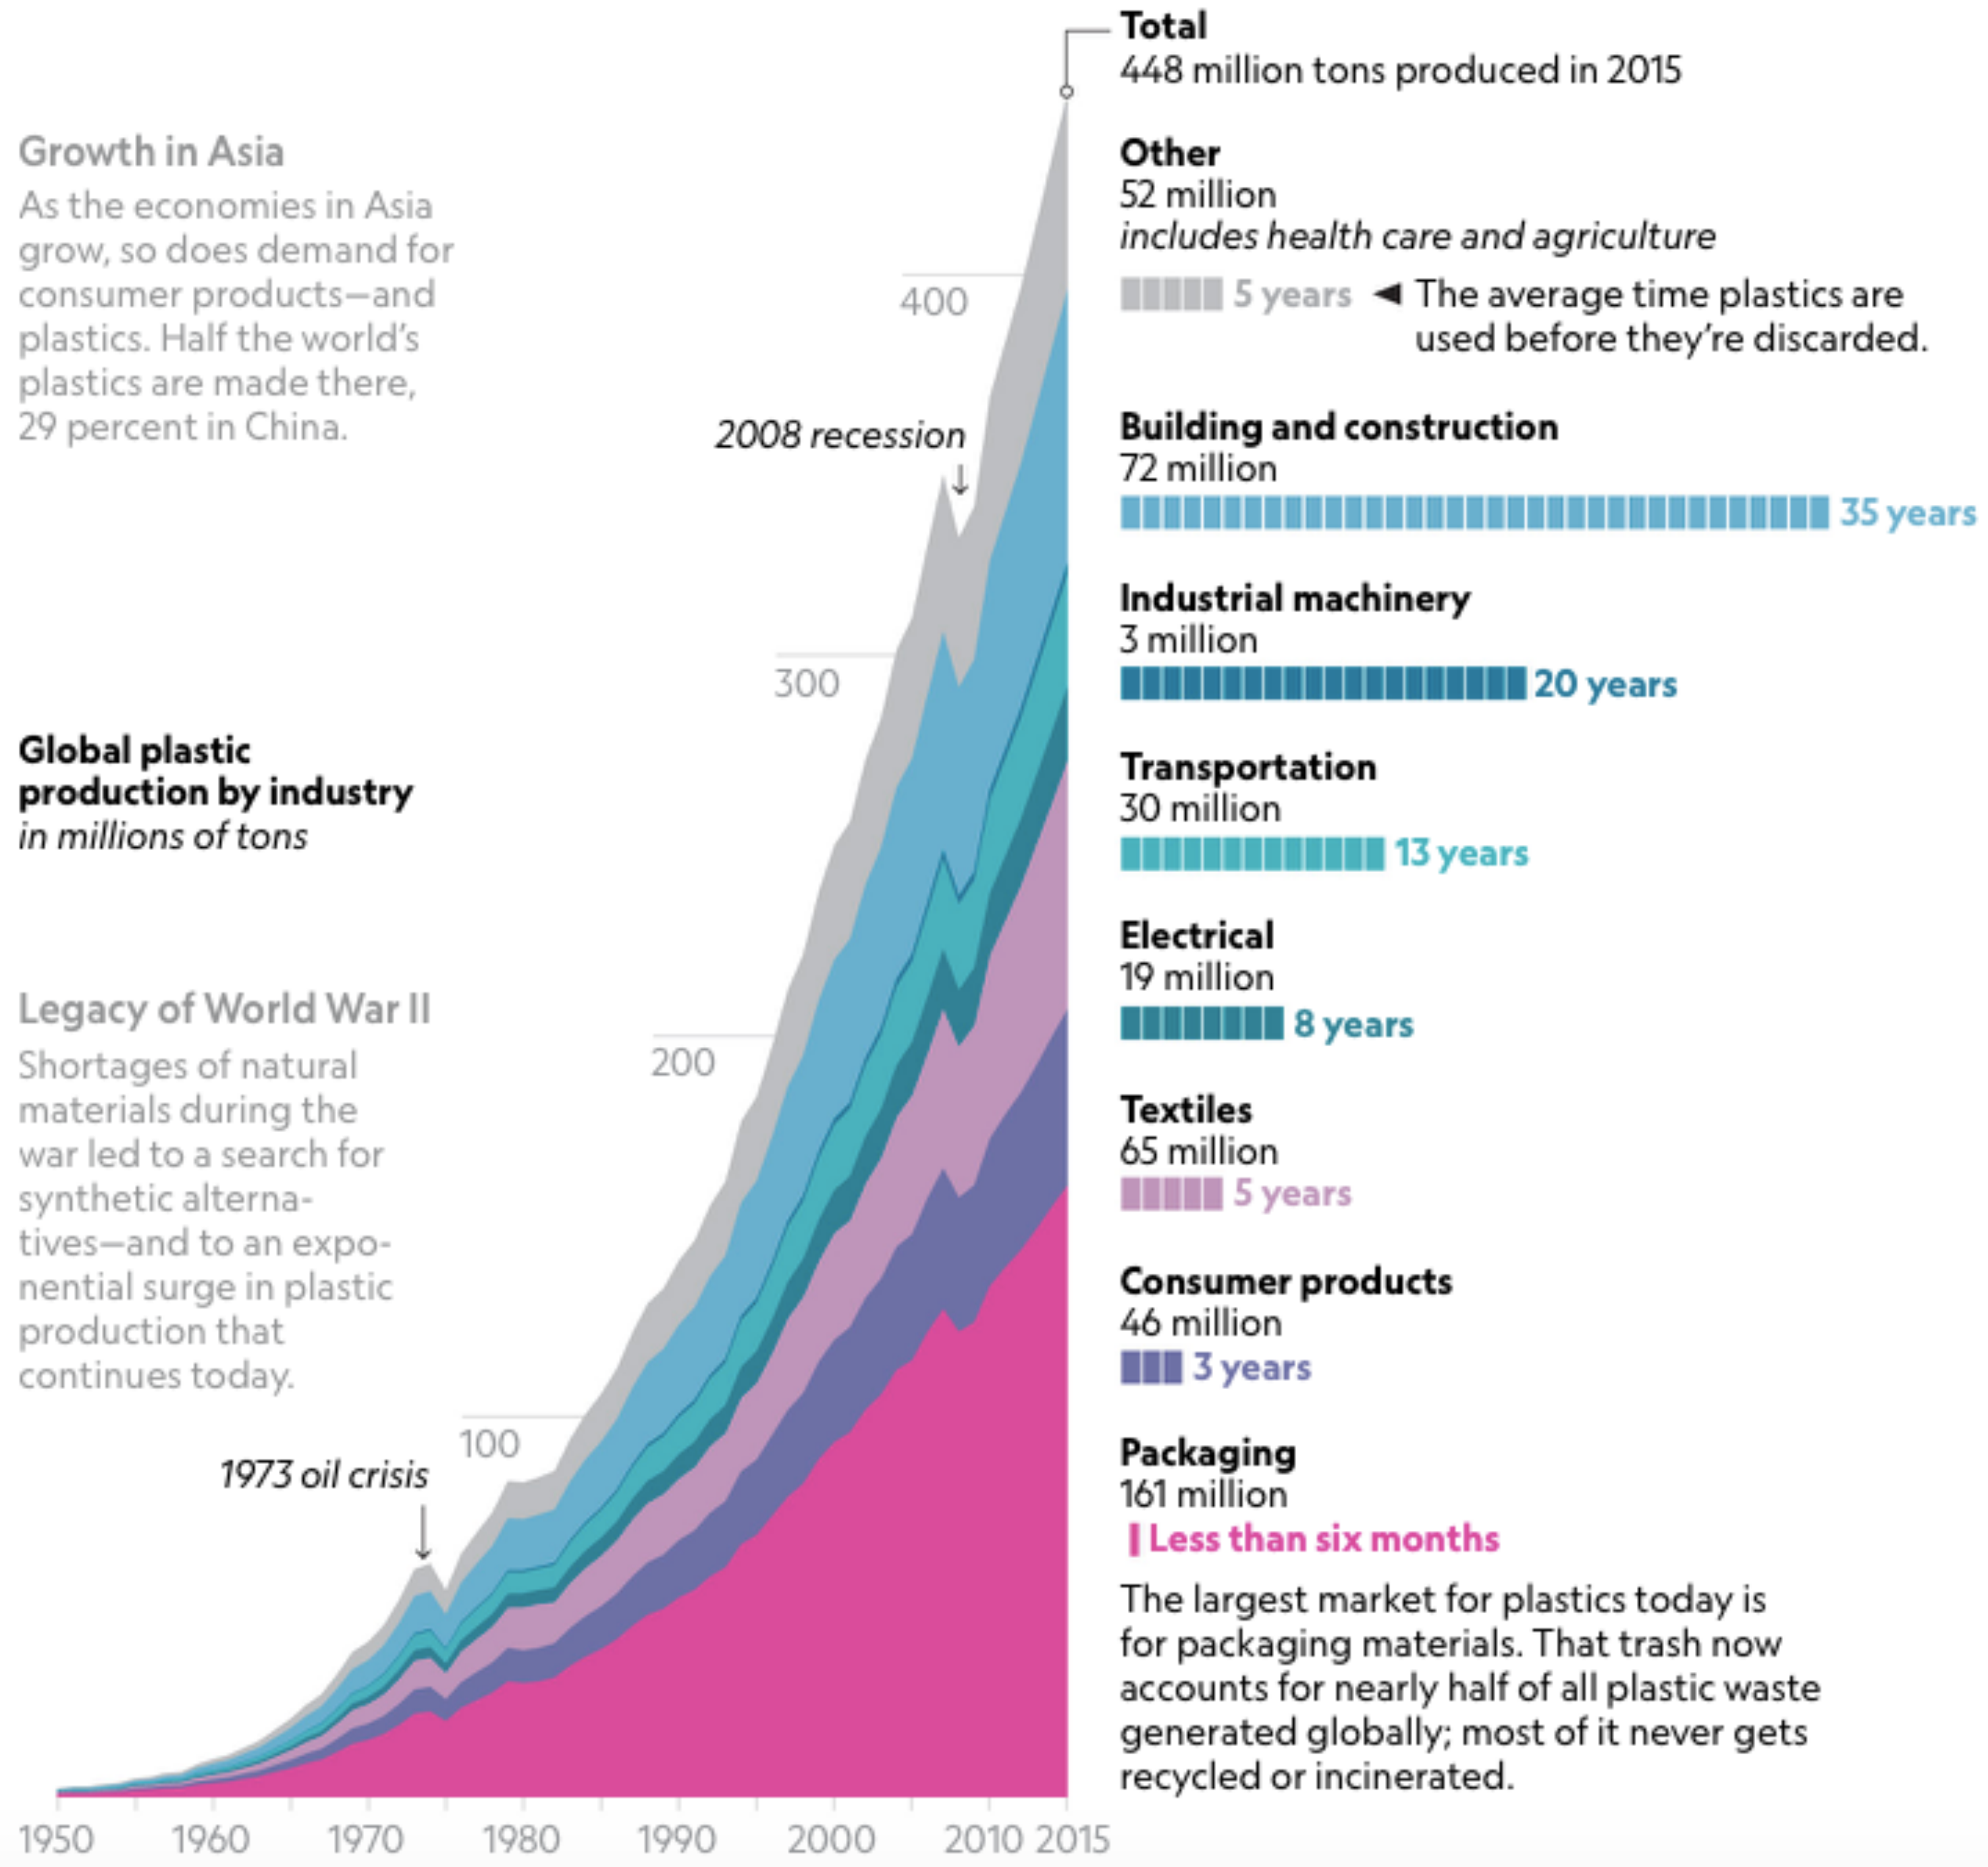 Total
448 million tons produced in 2015
Growth in Asia
As the economies in Asia
grow, so does demand for
consumer products—and
plastics. Half the world's
plastics are made there,
29 percent in China.
Other
52 million
includes health care and agriculture
5 years ◄ The average time plastics are
used before they're discarded.
400
2008 recession
Building and construction
72 million
35 years
Industrial machinery
3 million
20 years
300
Global plastic
production by industry
in millions of tons
Transportation
30 million
13 years
Electrical
19 million
8 years
Legacy of World War II
Shortages of natural
materials during the
war led to a search for
synthetic alterna-
tives—and to an expo-
nential surge in plastic
production that
continues today.
200
Textiles
65 million
5 years
Consumer products
46 million
3 years
100
1973 oil crisis
Packaging
161 million
Less than six months
The largest market for plastics today is
for packaging materials. That trash now
accounts for nearly half of all plastic waste
generated globally; most of it never gets
recycled or incinerated.
1950 1960 1970 1980 1990 2000 2010 2015